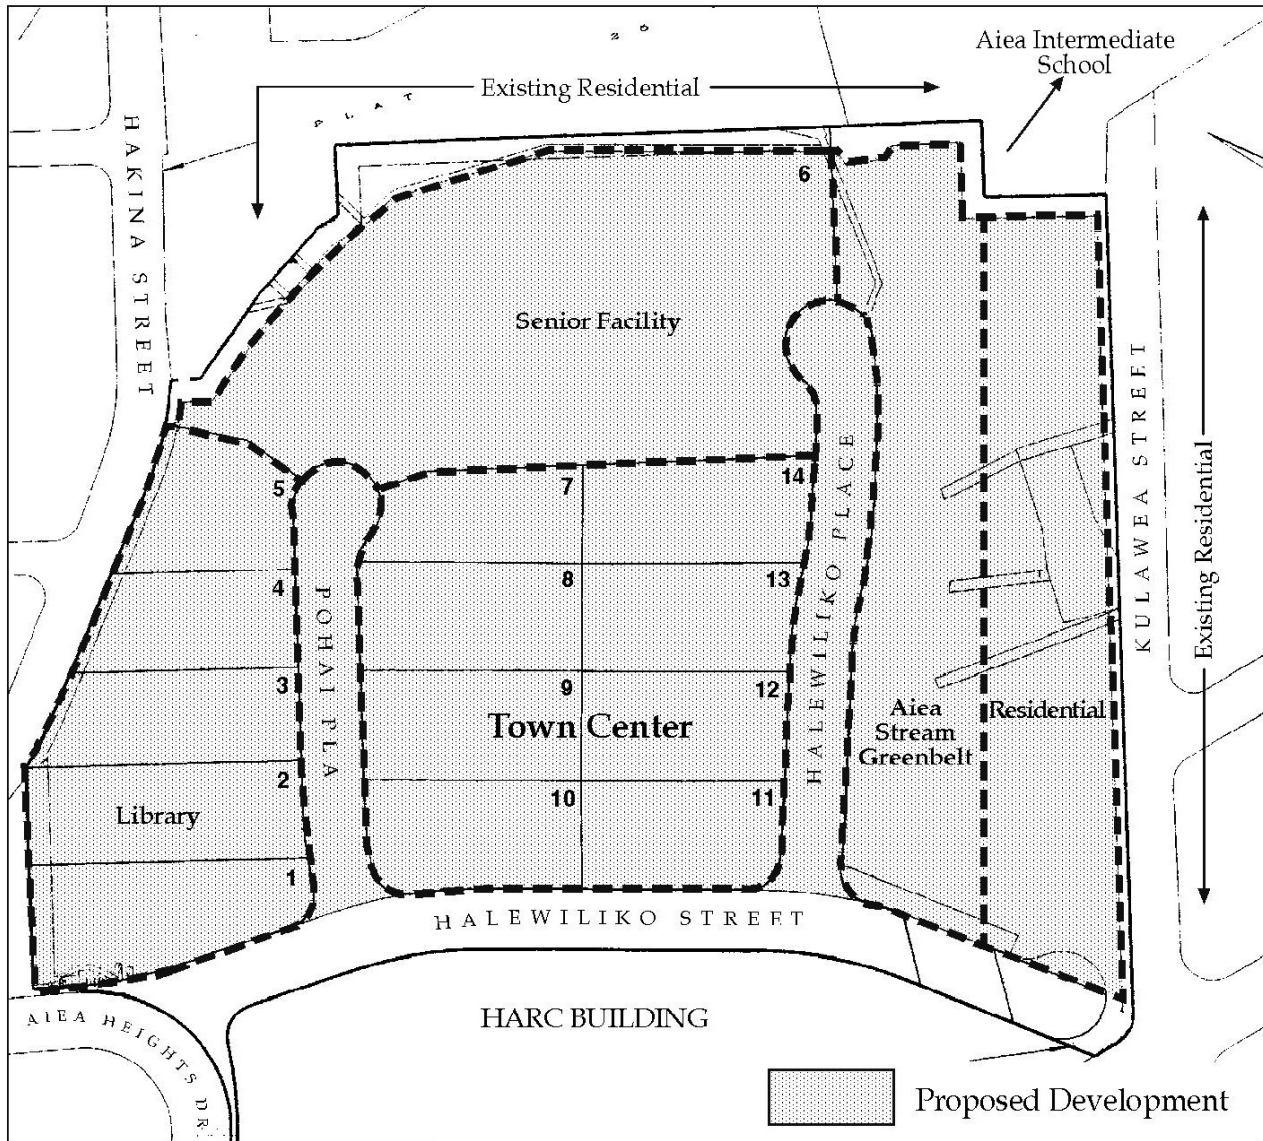 20
Aiea Intermediate
School
Existing Residential
PLAT
HAKINA STREET
6
Senior Facility
5
7
14
KULAWEA STREET
Existing Residential
4
8
13
POHAI PLA
HALEWILIKO PLACE
3
9
12
Town Center
Aiea
Stream
Greenbelt
Residential
2
10
11
Library
1
HALEWILIKO STREET
AIEA HEIGHTS DR
HARC BUILDING
Proposed Development